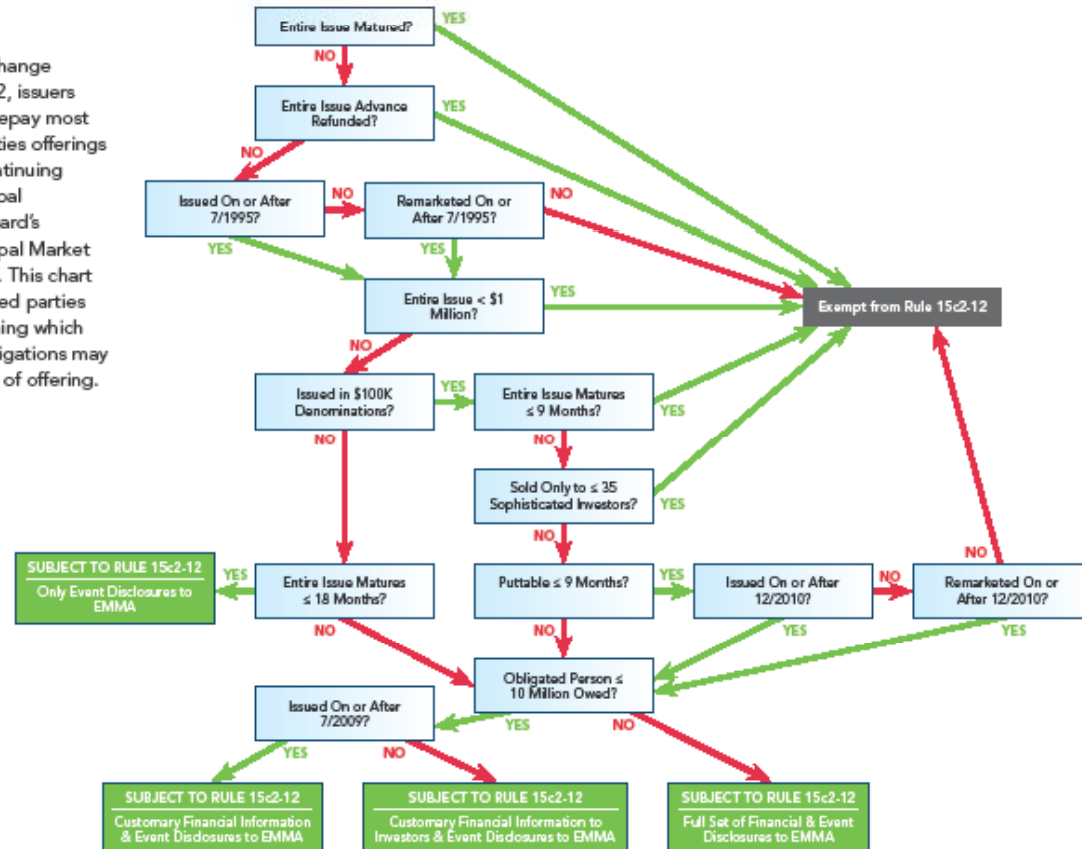 hange
2, issuers
epay most
ties offerings
ntinuing
pal
ard's
pal Market
. This chart
ed parties
ning which
igations may
of offering.
Entire Issue Matured?
YES
NO
Entire Issue Advance
Refunded?
YES
NO
Issued On or After
7/1995?
NO
YES
Remarketed On or
After 7/1995?
NO
YES
Entire Issue < $1
Million?
YES
NO
Exempt from Rule 15c2-12
Issued in $100K
Denominations?
YES
NO
Entire Issue Matures
≤ 9 Months?
YES
NO
Sold Only to ≤ 35
Sophisticated Investors?
YES
NO
SUBJECT TO RULE 15c2-12
Only Event Disclosures to
EMMA
YES
Entire Issue Matures
≤ 18 Months?
NO
Puttable ≤ 9 Months?
YES
NO
Issued On or After
12/2010?
NO
YES
Remarketed On or
After 12/2010?
NO
YES
Obligated Person ≤
10 Million Owed?
YES
NO
Issued On or After
7/2009?
YES
NO
SUBJECT TO RULE 15c2-12
Customary Financial Information
& Event Disclosures to EMMA
SUBJECT TO RULE 15c2-12
Customary Financial Information to
Investors & Event Disclosures to EMMA
SUBJECT TO RULE 15c2-12
Full Set of Financial & Event
Disclosures to EMMA